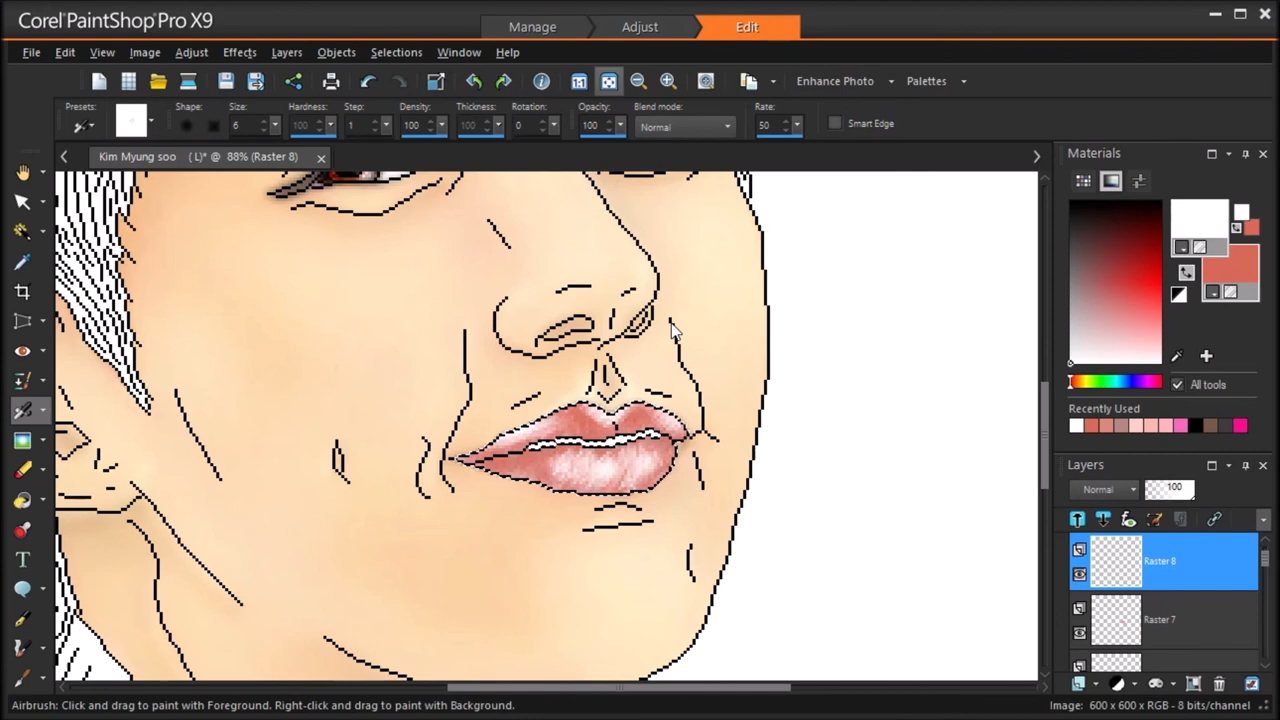 Corel PaintShop Pro X9
Manage Adjust Edit
File Edit View Image Adjust Effects Layers Objects Selections Window Help
Enhance Photo Palettes
Presets: Shape: Size: Hardness: Step: Density: Thickness: Rotation: Opacity: Blend mode: Rate:
6 100 1 100 100 0 100 Normal 50 Smart Edge
Kim Myung soo ( L)* @ 88% (Raster 8)
Materials
All tools
Recently Used
Layers
Normal 100
Raster 8
Raster 7
Airbrush: Click and drag to paint with Foreground. Right-click and drag to paint with Background.
Image: 600 x 600 x RGB - 8 bits/channel